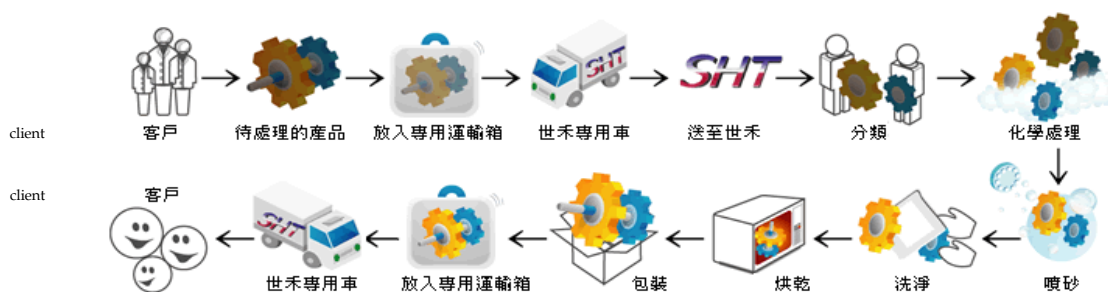 SHT
SHT
client 客戶 待處理的產品 放入專用運輸箱 世禾專用車 送至世禾 分類 化學處理
client 客戶
SHT
世禾專用車 放入專用運輸箱 包裝 烘乾 洗淨 噴砂